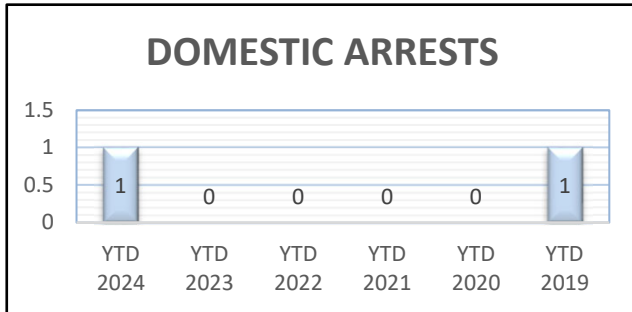 DOMESTIC ARRESTS
1.5
1
0.5
0
1 0 0 0 0 1
YTD YTD YTD YTD YTD YTD
2024 2023 2022 2021 2020 2019